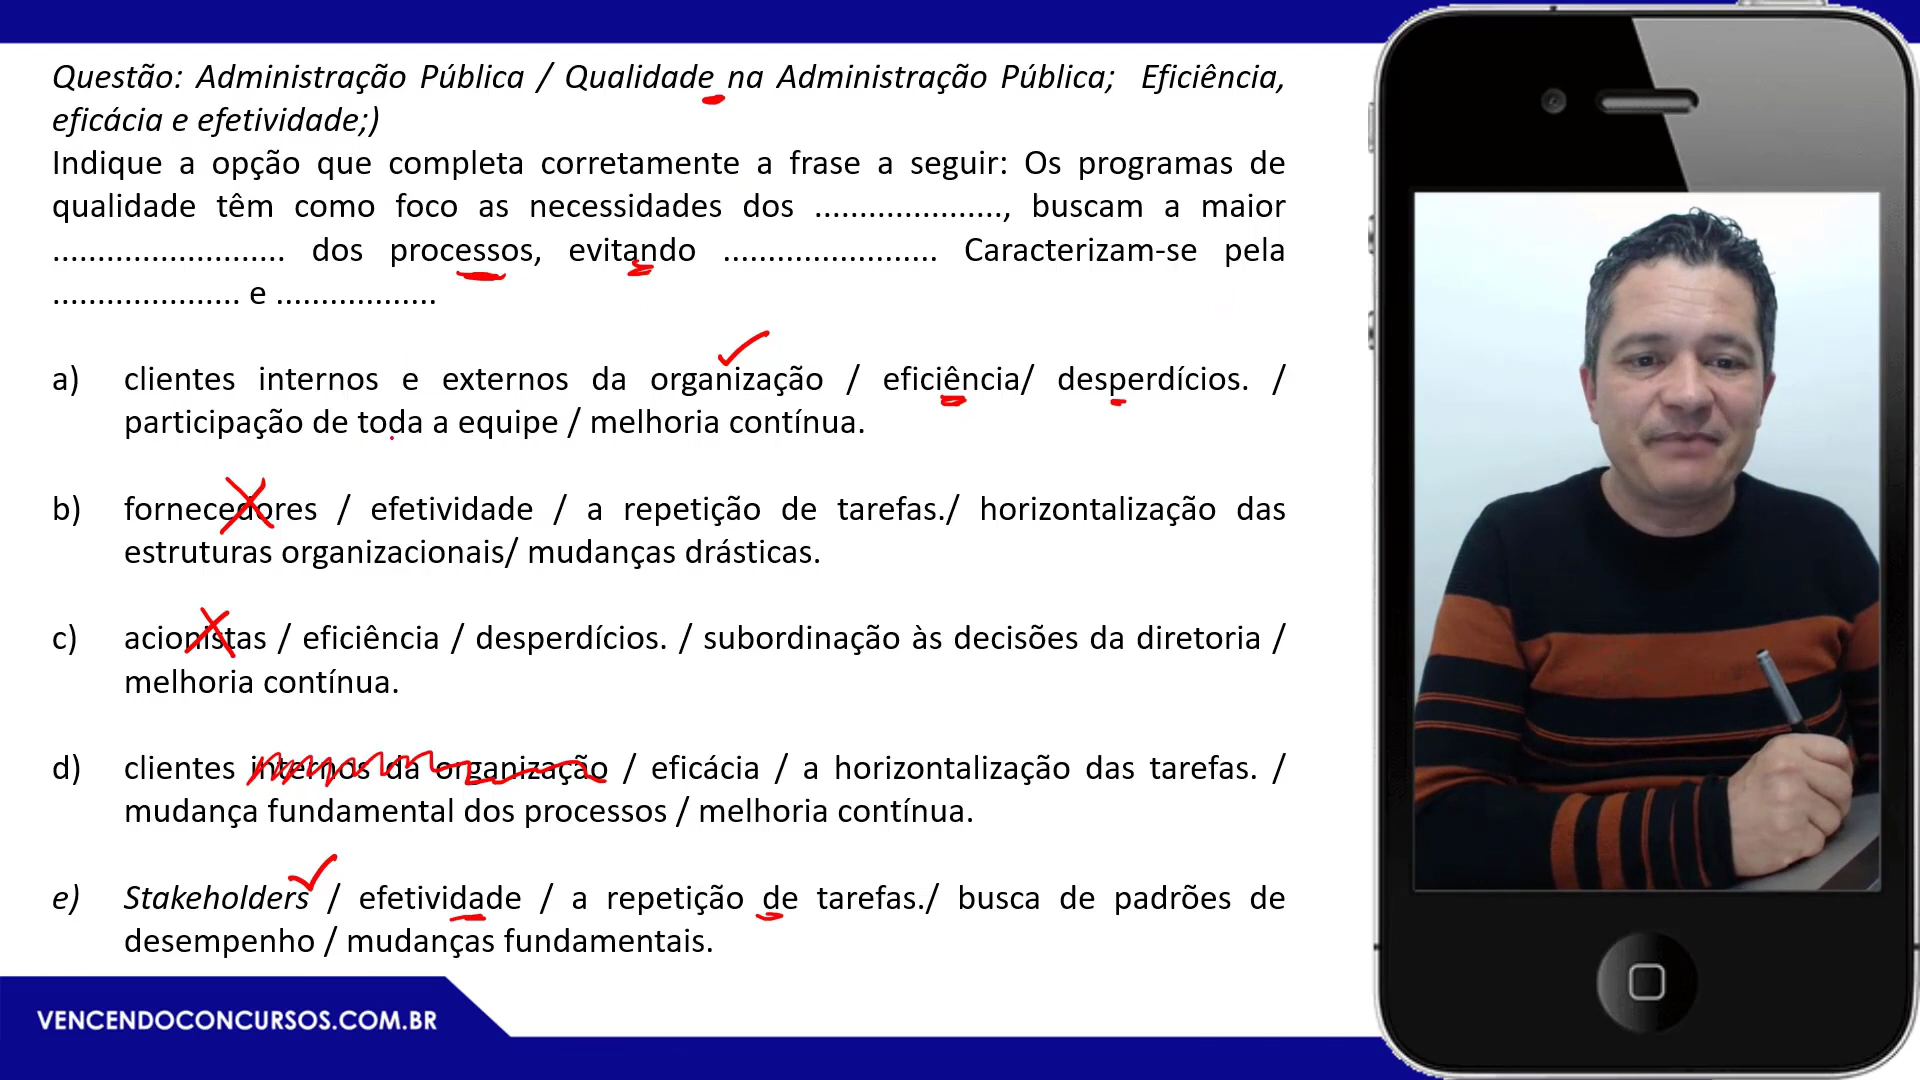 Questão: Administração Pública / Qualidade na Administração Pública; Eficiência,
eficácia e efetividade;)
Indique a opção que completa corretamente a frase a seguir: Os programas de
qualidade têm como foco as necessidades dos ....................., buscam a maior
.......................... dos processos, evitando ........................ Caracterizam-se pela
..................... e ..................
a) clientes internos e externos da organização / eficiência/ desperdícios. /
participação de toda a equipe / melhoria contínua.
b) fornecedores / efetividade / a repetição de tarefas./ horizontalização das
estruturas organizacionais/ mudanças drásticas.
c) acionistas / eficiência / desperdícios. / subordinação às decisões da diretoria /
melhoria contínua.
d) clientes internos da organização / eficácia / a horizontalização das tarefas. /
mudança fundamental dos processos / melhoria contínua.
e) Stakeholders / efetividade / a repetição de tarefas./ busca de padrões de
desempenho / mudanças fundamentais.
VENCENDOCONCURSOS.COM.BR